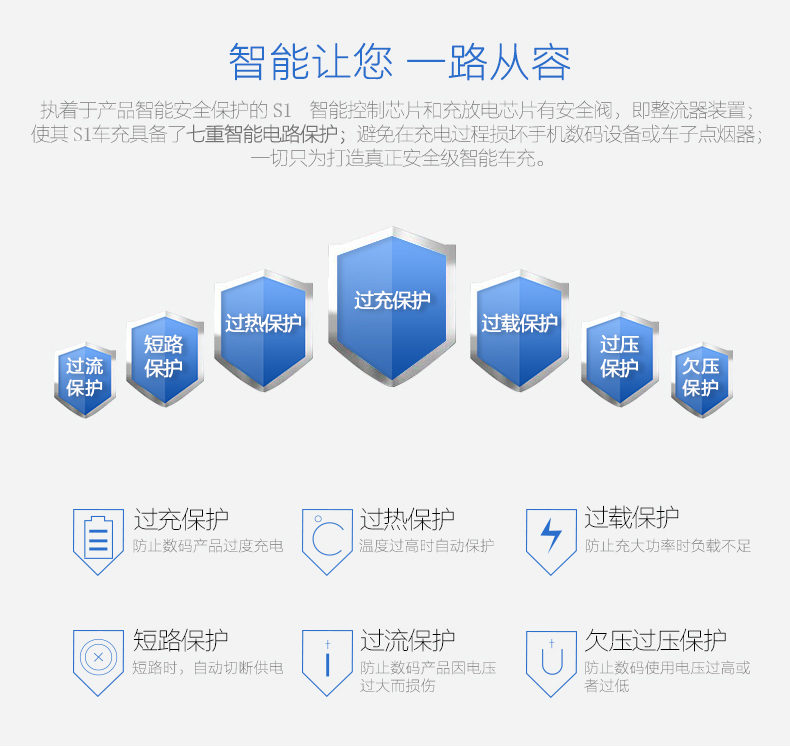 智能让您 一路从容
执着于产品智能安全保护的 S1 智能控制芯片和充放电芯片有安全阀，即整流器装置；
使其 S1车充具备了七重智能电路保护；避免在充电过程损坏手机数码设备或车子点烟器；
一切只为打造真正安全级智能车充。
过流
保护
短路
保护
过热保护
过充保护
过载保护
过压
保护
欠压
保护
过充保护
防止数码产品过度充电
过热保护
温度过高时自动保护
过载保护
防止充大功率时负载不足
短路保护
短路时，自动切断供电
过流保护
防止数码产品因电压
过大而损伤
欠压过压保护
防止数码使用电压过高或
者过低